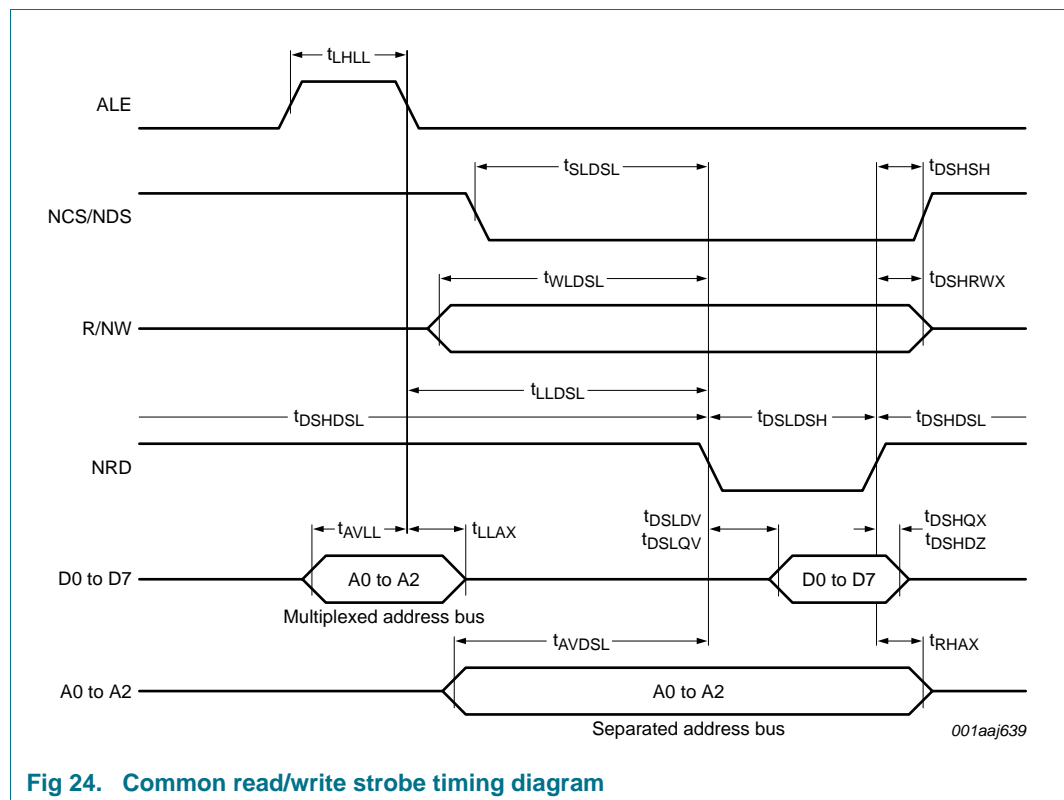 tLHLL
ALE
tSLDSL tDSHSH
NCS/NDS
tWLDSL tDSHRWX
R/NW
tLLDSL
tDSHDSL tDSLDSH tDSHDSL
NRD
tAVLL tLLAX tDSLDV tDSHQX
tDSLQV tDSHDZ
D0 to D7 A0 to A2 D0 to D7
Multiplexed address bus
tAVDSL tRHAX
A0 to A2 A0 to A2
Separated address bus 001aaj639
Fig 24. Common read/write strobe timing diagram